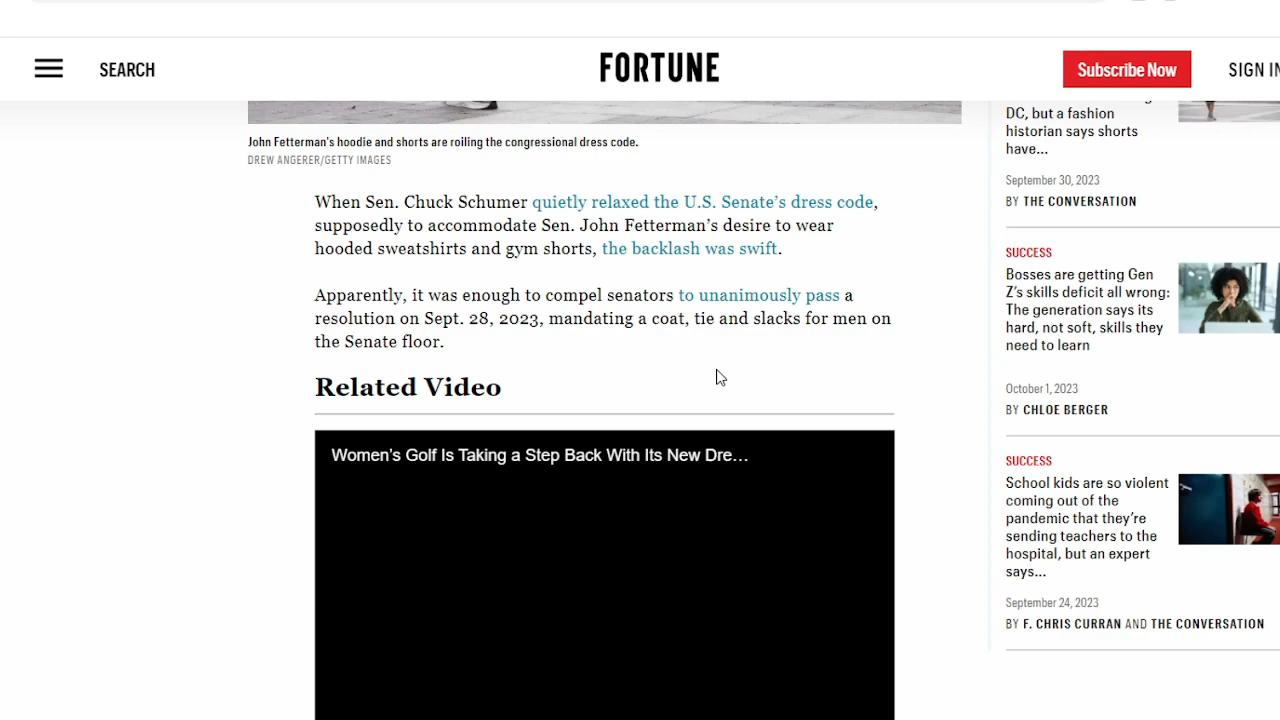 SEARCH
FORTUNE
Subscribe Now
SIGN IN
John Fetterman's hoodie and shorts are roiling the congressional dress code.
DREW ANGERER/GETTY IMAGES
When Sen. Chuck Schumer quietly relaxed the U.S. Senate’s dress code,
supposedly to accommodate Sen. John Fetterman’s desire to wear
hooded sweatshirts and gym shorts, the backlash was swift.
Apparently, it was enough to compel senators to unanimously pass a
resolution on Sept. 28, 2023, mandating a coat, tie and slacks for men on
the Senate floor.
Related Video
Women's Golf Is Taking a Step Back With Its New Dre…
DC, but a fashion
historian says shorts
have...
September 30, 2023
BY THE CONVERSATION
SUCCESS
Bosses are getting Gen
Z’s skills deficit all wrong:
The generation says its
hard, not soft, skills they
need to learn
October 1, 2023
BY CHLOE BERGER
SUCCESS
School kids are so violent
coming out of the
pandemic that they’re
sending teachers to the
hospital, but an expert
says...
September 24, 2023
BY F. CHRIS CURRAN AND THE CONVERSATION